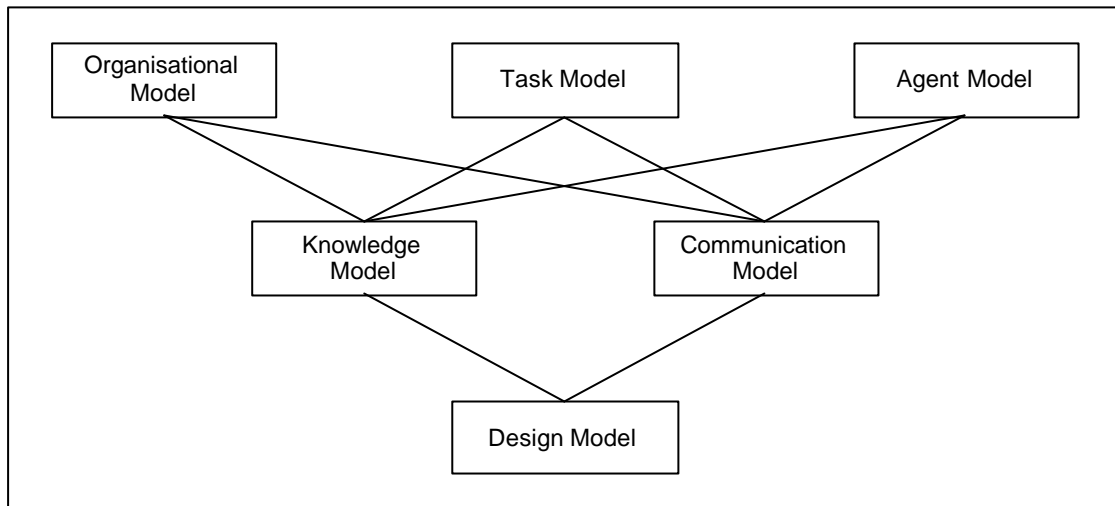 Organisational
Model
Task Model
Agent Model
Knowledge
Model
Communication
Model
Design Model